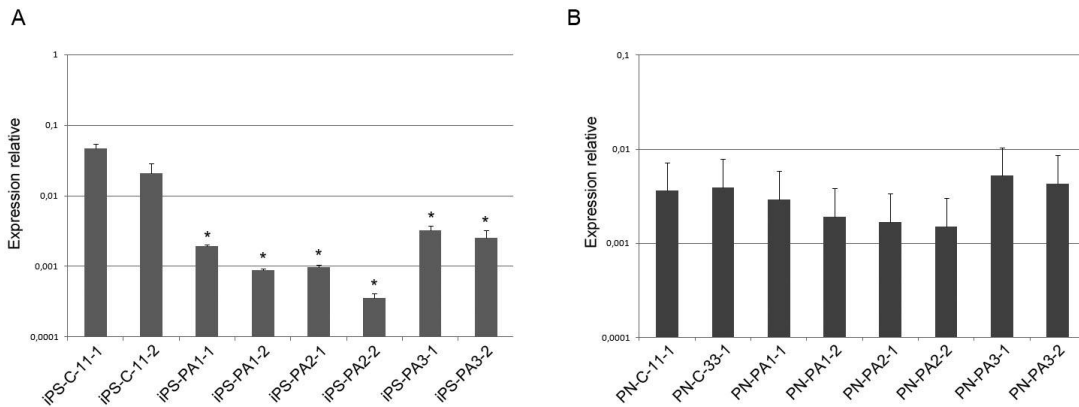 A
Expression relative
1
0,1
0,01
0,001
0,0001
*
*
*
*
*
*
iPS-C-11-1
iPS-C-11-2
iPS-PA1-1
iPS-PA1-2
iPS-PA2-1
iPS-PA2-2
iPS-PA3-1
iPS-PA3-2
B
Expression relative
0,1
0,01
0,001
0,0001
PN-C-11-1
PN-C-33-1
PN-PA1-1
PN-PA1-2
PN-PA2-1
PN-PA2-2
PN-PA3-1
PN-PA3-2